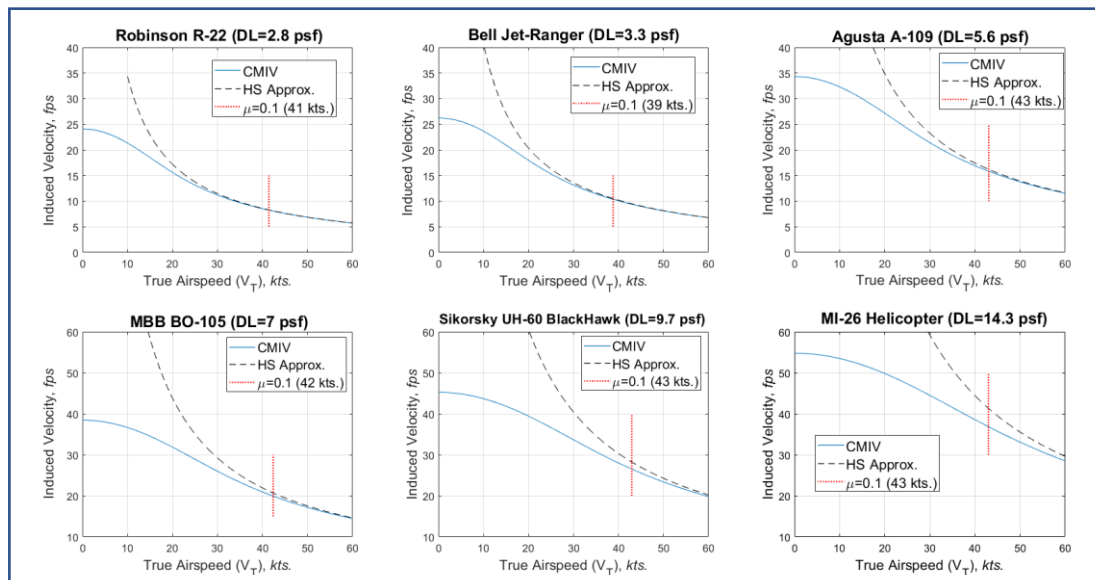 Robinson R-22 (DL=2.8 psf)
40
35
30
25
20
15
10
5
0
Induced Velocity, fps
CMIV
HS Approx.
μ=0.1 (41 kts.)
0 10 20 30 40 50 60
True Airspeed (V_T), kts.
Bell Jet-Ranger (DL=3.3 psf)
40
35
30
25
20
15
10
5
0
Induced Velocity, fps
CMIV
HS Approx.
μ=0.1 (39 kts.)
0 10 20 30 40 50 60
True Airspeed (V_T), kts.
Agusta A-109 (DL=5.6 psf)
40
35
30
25
20
15
10
5
0
Induced Velocity, fps
CMIV
HS Approx.
μ=0.1 (43 kts.)
0 10 20 30 40 50 60
True Airspeed (V_T), kts.
MBB BO-105 (DL=7 psf)
60
50
40
30
20
10
Induced Velocity, fps
CMIV
HS Approx.
μ=0.1 (42 kts.)
0 10 20 30 40 50 60
True Airspeed (V_T), kts.
Sikorsky UH-60 BlackHawk (DL=9.7 psf)
60
50
40
30
20
10
Induced Velocity, fps
CMIV
HS Approx.
μ=0.1 (43 kts.)
0 10 20 30 40 50 60
True Airspeed (V_T), kts.
MI-26 Helicopter (DL=14.3 psf)
60
50
40
30
20
10
Induced Velocity, fps
CMIV
HS Approx.
μ=0.1 (43 kts.)
0 10 20 30 40 50 60
True Airspeed (V_T), kts.